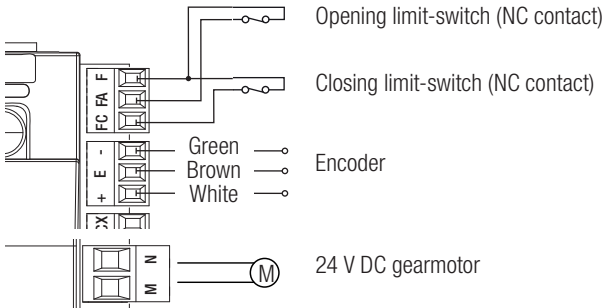 Opening limit-switch (NC contact)
F
FA
Closing limit-switch (NC contact)
FC
- Green
E Brown Encoder
+ White
CX
N
M 24 V DC gearmotor
M